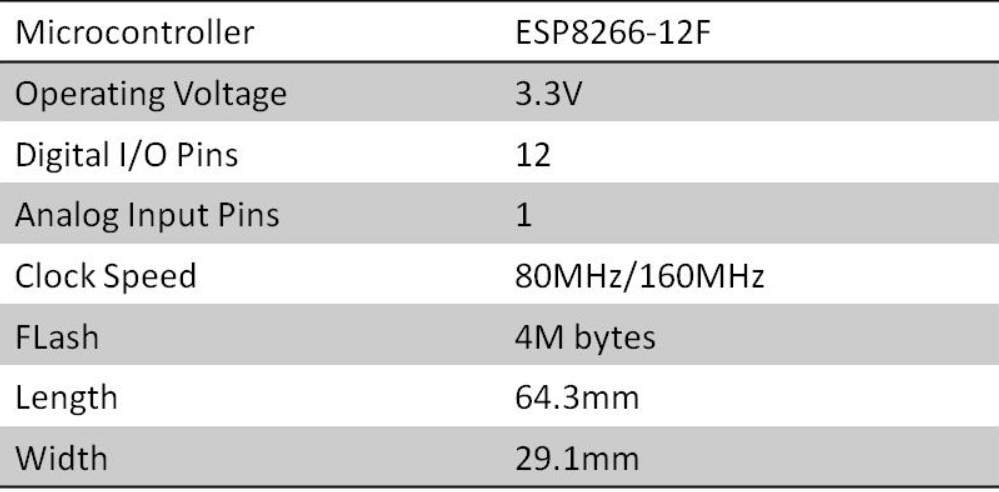 Microcontroller ESP8266-12F
Operating Voltage 3.3V
Digital I/O Pins 12
Analog Input Pins 1
Clock Speed 80MHz/160MHz
FLash 4M bytes
Length 64.3mm
Width 29.1mm